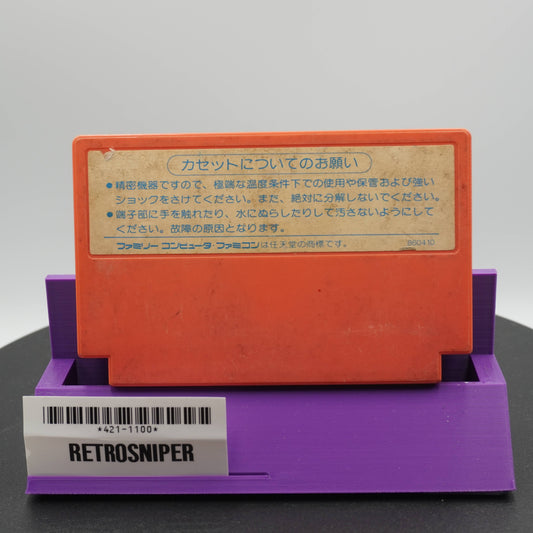 カセットについてのお願い
●精密機器ですので、極端な温度条件下での使用や保管および強い
ショックをさけてください。また、絶対に分解しないでください。
●端子部に手を触れたり、水にぬらしたりして汚さないようにして
ください。故障の原因となります。
ファミリーコンピュータ・ファミコンは任天堂の商標です。 860410
*421-1100*
RETROSNIPER